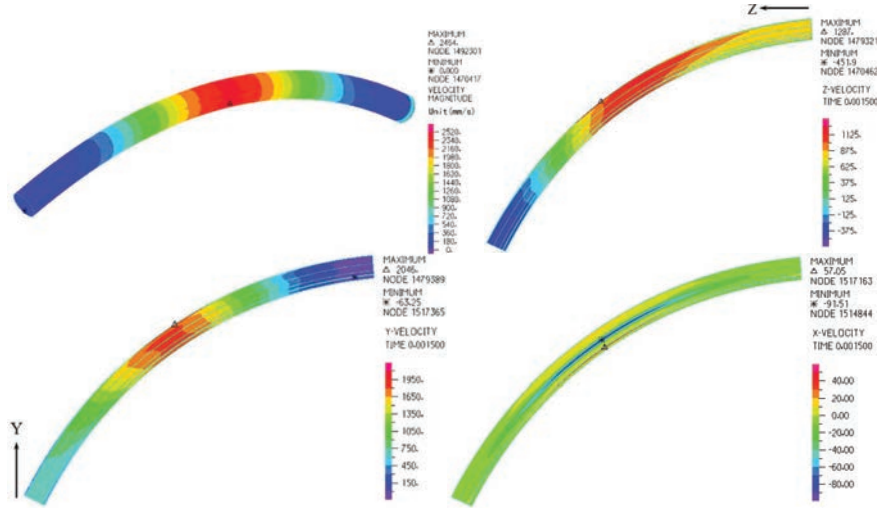 MAXIMUM
△ 2464.
NODE 1492301
MINIMUM
✳ 0.000
NODE 1470417
VELOCITY
MAGNITUDE
Unit(mm/s)
2520.
2340.
2160.
1980.
1800.
1620.
1440.
1260.
1080.
900.
720.
540.
360.
180.
0.
Z
MAXIMUM
△ 1287.
NODE 1479321
MINIMUM
✳ -451.9
NODE 1470462
Z-VELOCITY
TIME 0.001500
1125.
875.
625.
375.
125.
-125.
-375.
Y
MAXIMUM
△ 2046.
NODE 1479389
MINIMUM
✳ -63.25
NODE 1517365
Y-VELOCITY
TIME 0.001500
1950.
1650.
1350.
1050.
750.
450.
150.
MAXIMUM
△ 57.05
NODE 1517163
MINIMUM
✳ -91.51
NODE 1514844
X-VELOCITY
TIME 0.001500
40.00
20.00
0.00
-20.00
-40.00
-60.00
-80.00